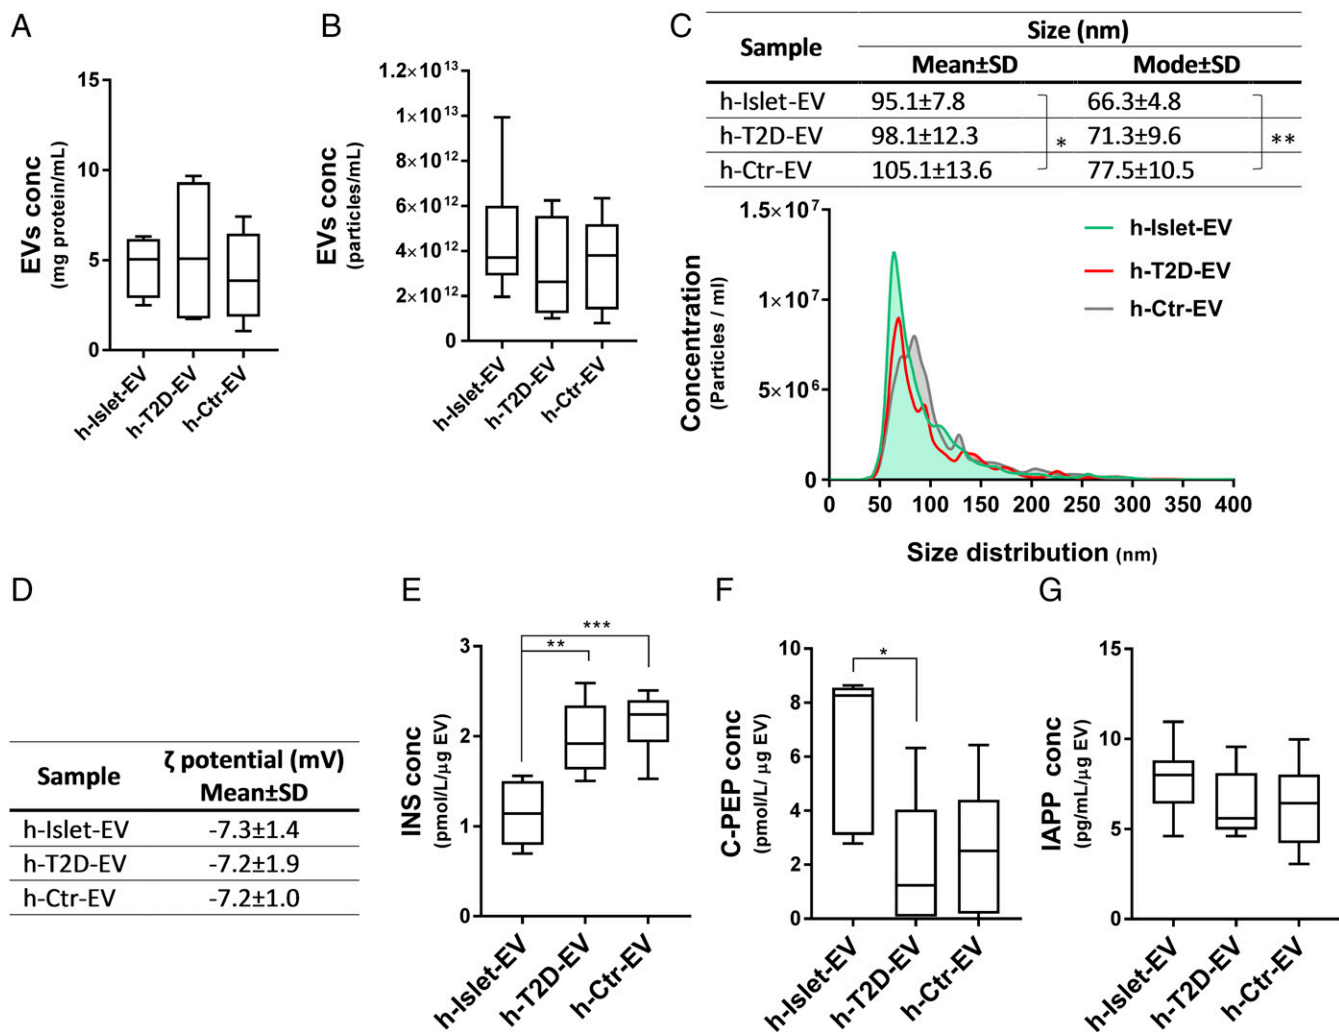 A
EVs conc
(mg protein/mL)
15
10
5
0
h-Islet-EV
h-T2D-EV
h-Ctr-EV
B
EVs conc
(particles/mL)
1.2×10¹³
1×10¹³
8×10¹²
6×10¹²
4×10¹²
2×10¹²
0
h-Islet-EV
h-T2D-EV
h-Ctr-EV
C
Sample Size (nm)
Mean±SD Mode±SD
h-Islet-EV 95.1±7.8 66.3±4.8
h-T2D-EV 98.1±12.3 * 71.3±9.6 **
h-Ctr-EV 105.1±13.6 77.5±10.5
Concentration
(Particles / ml)
1.5×10⁷
1×10⁷
5×10⁶
0
h-Islet-EV
h-T2D-EV
h-Ctr-EV
0 50 100 150 200 250 300 350 400
Size distribution (nm)
D
Sample ζ potential (mV)
Mean±SD
h-Islet-EV -7.3±1.4
h-T2D-EV -7.2±1.9
h-Ctr-EV -7.2±1.0
E
INS conc
(pmol/L/μg EV)
3
2
1
0
***
**
h-Islet-EV
h-T2D-EV
h-Ctr-EV
F
C-PEP conc
(pmol/L/ μg EV)
10
8
6
4
2
0
*
h-Islet-EV
h-T2D-EV
h-Ctr-EV
G
IAPP conc
(pg/mL/μg EV)
15
10
5
0
h-Islet-EV
h-T2D-EV
h-Ctr-EV